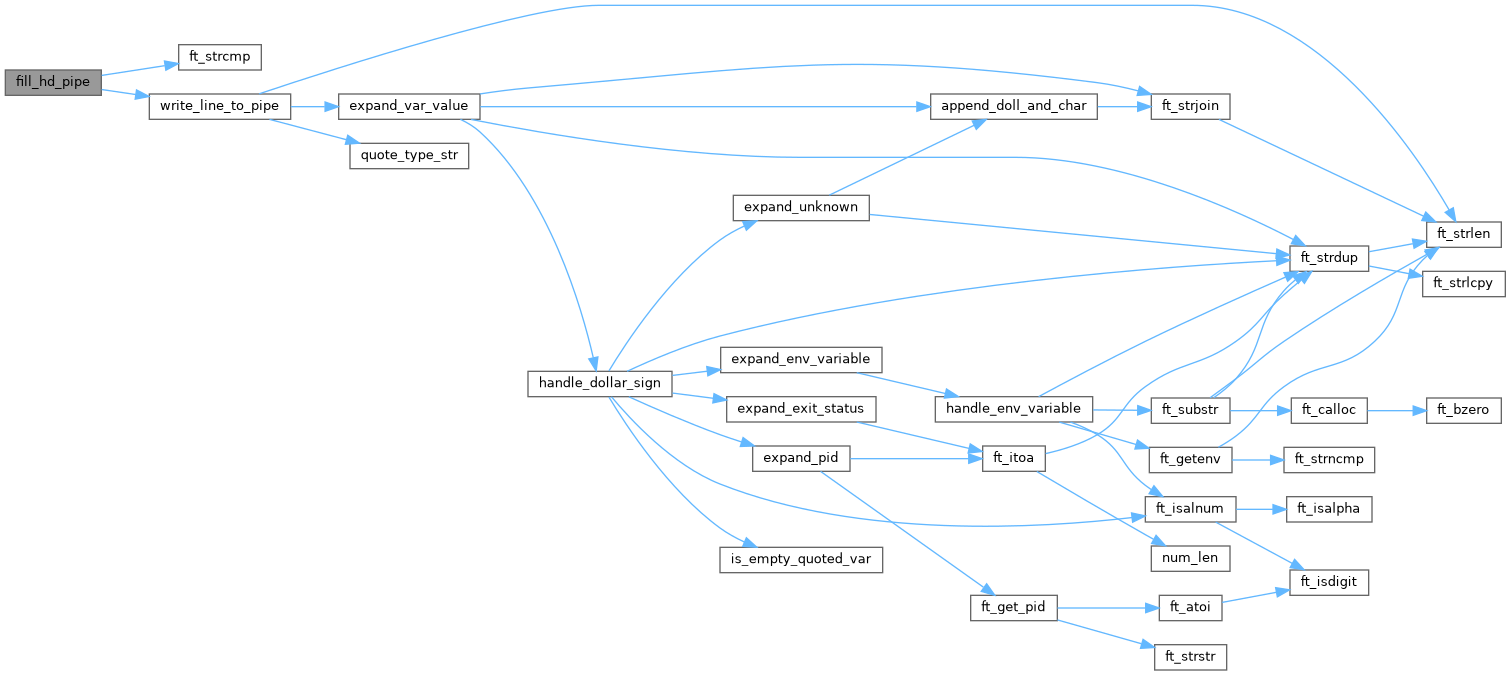 fill_hd_pipe
ft_strcmp
write_line_to_pipe
expand_var_value
quote_type_str
append_doll_and_char
ft_strjoin
expand_unknown
ft_strlen
ft_strdup
ft_strlcpy
handle_dollar_sign
expand_env_variable
expand_exit_status
handle_env_variable
ft_substr
ft_calloc
ft_bzero
expand_pid
ft_itoa
ft_getenv
ft_strncmp
ft_isalnum
ft_isalpha
is_empty_quoted_var
num_len
ft_isdigit
ft_get_pid
ft_atoi
ft_strstr